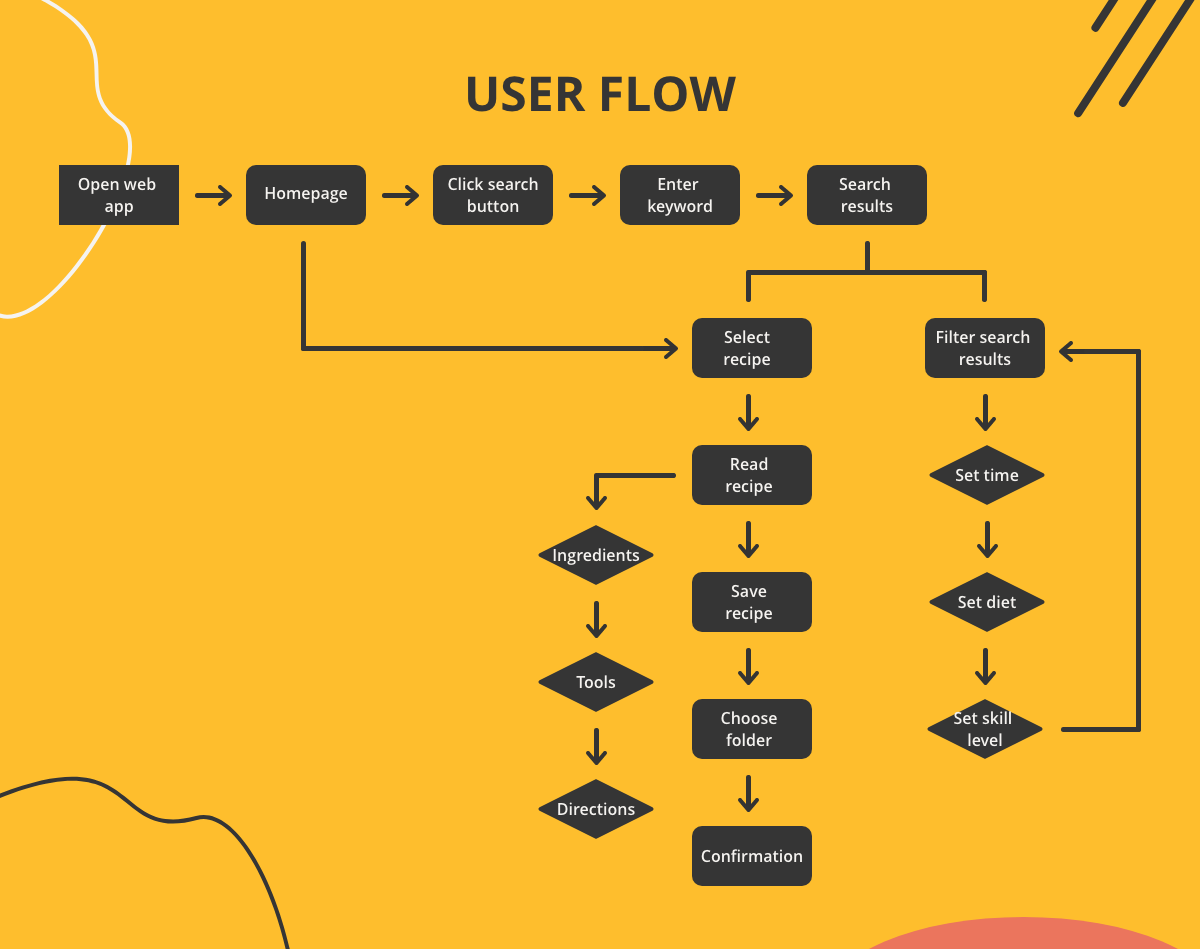 USER FLOW
Open web
app
Homepage
Click search
button
Enter
keyword
Search
results
Select
recipe
Filter search
results
Read
recipe
Set time
Ingredients
Save
recipe
Set diet
Tools
Choose
folder
Set skill
level
Directions
Confirmation